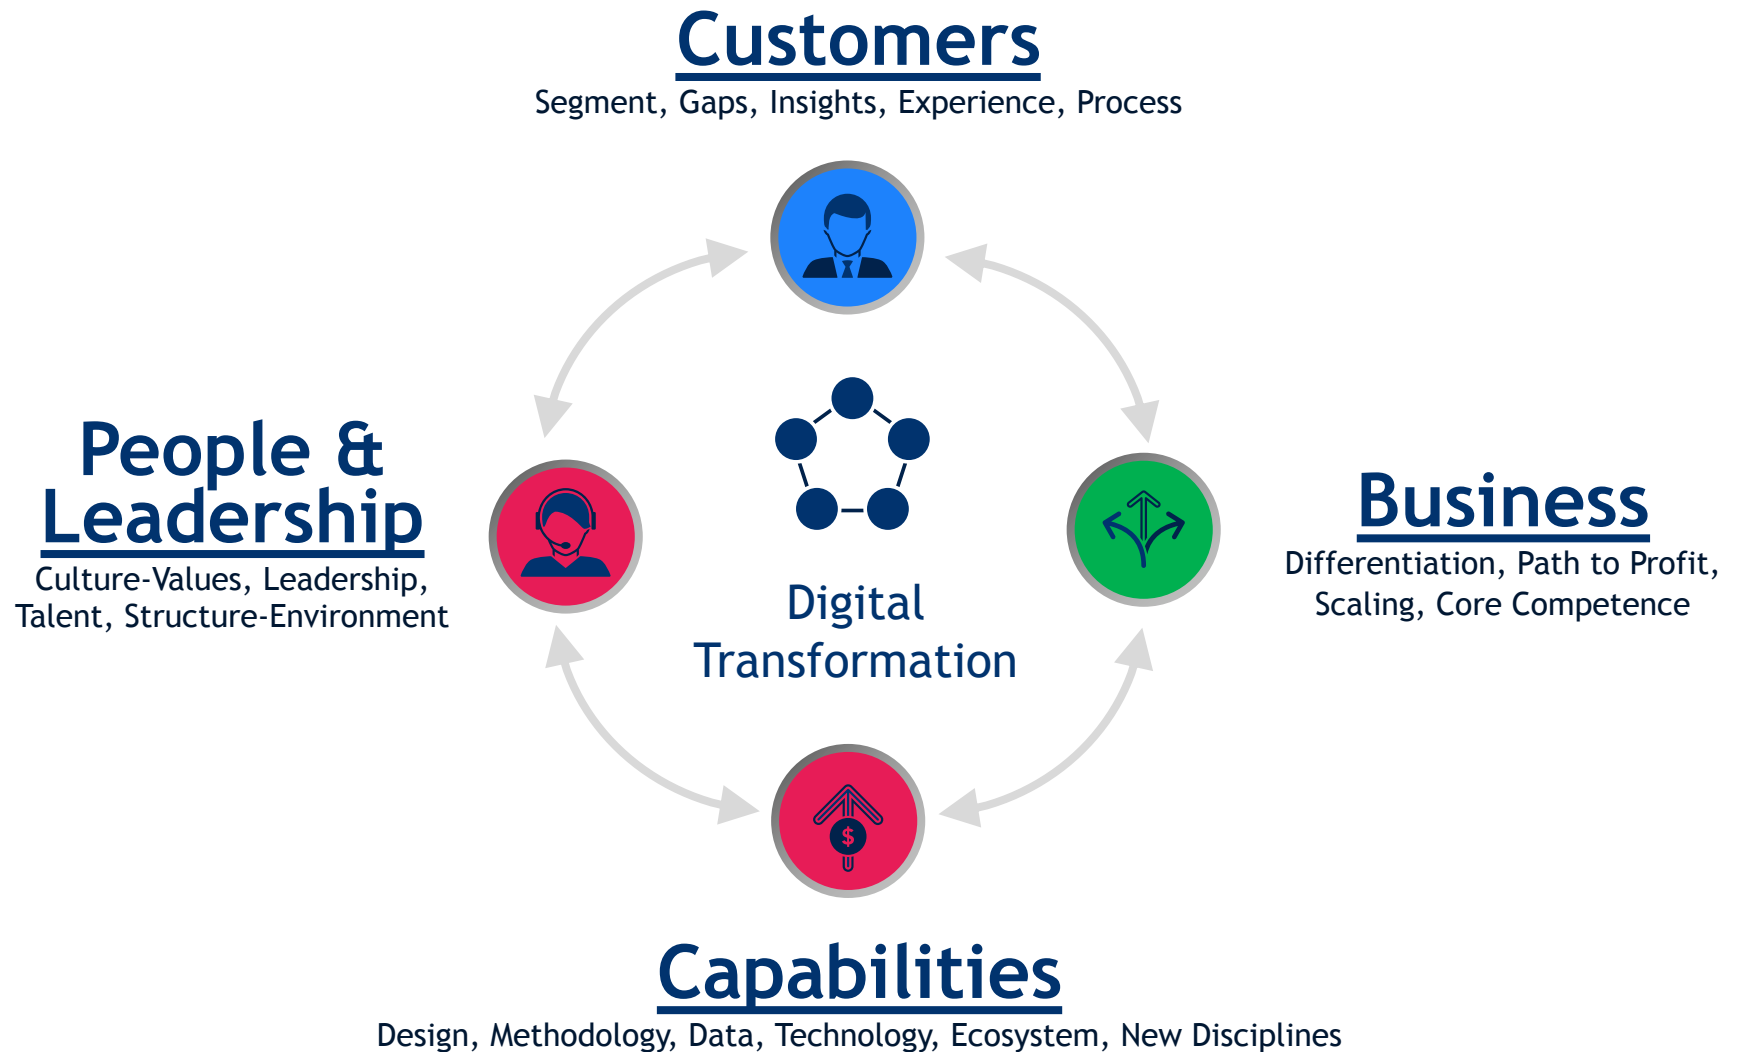 Customers
Segment, Gaps, Insights, Experience, Process
People &
Leadership
Culture-Values, Leadership,
Talent, Structure-Environment
Digital
Transformation
Business
Differentiation, Path to Profit,
Scaling, Core Competence
$
Capabilities
Design, Methodology, Data, Technology, Ecosystem, New Disciplines